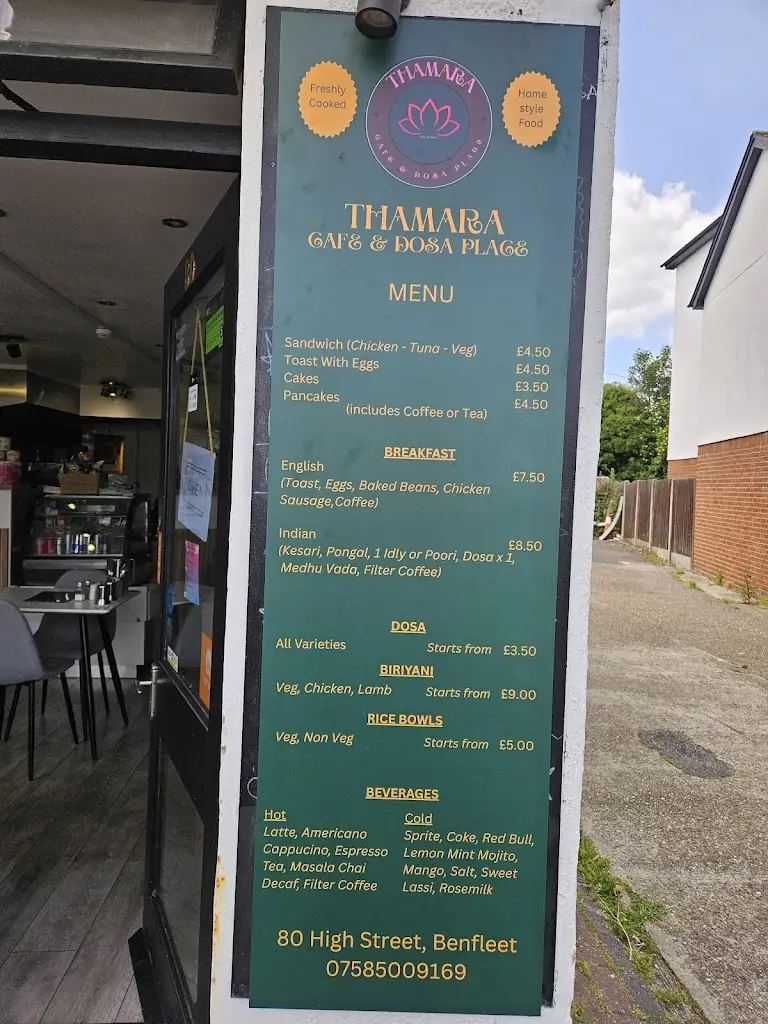 Freshly
Cooked
THAMARA
CAFE & DOSA PLACE
Home
style
Food
THAMARA
CAFE & DOSA PLACE
MENU
Sandwich (Chicken - Tuna - Veg) £4.50
Toast With Eggs £4.50
Cakes £3.50
Pancakes £4.50
(includes Coffee or Tea)
BREAKFAST
English £7.50
(Toast, Eggs, Baked Beans, Chicken
Sausage,Coffee)
Indian £8.50
(Kesari, Pongal, 1 Idly or Poori, Dosa x 1,
Medhu Vada, Filter Coffee)
DOSA
All Varieties Starts from £3.50
BIRIYANI
Veg, Chicken, Lamb Starts from £9.00
RICE BOWLS
Veg, Non Veg Starts from £5.00
BEVERAGES
Hot
Latte, Americano
Cappucino, Espresso
Tea, Masala Chai
Decaf, Filter Coffee
Cold
Sprite, Coke, Red Bull,
Lemon Mint Mojito,
Mango, Salt, Sweet
Lassi, Rosemilk
80 High Street, Benfleet
07585009169